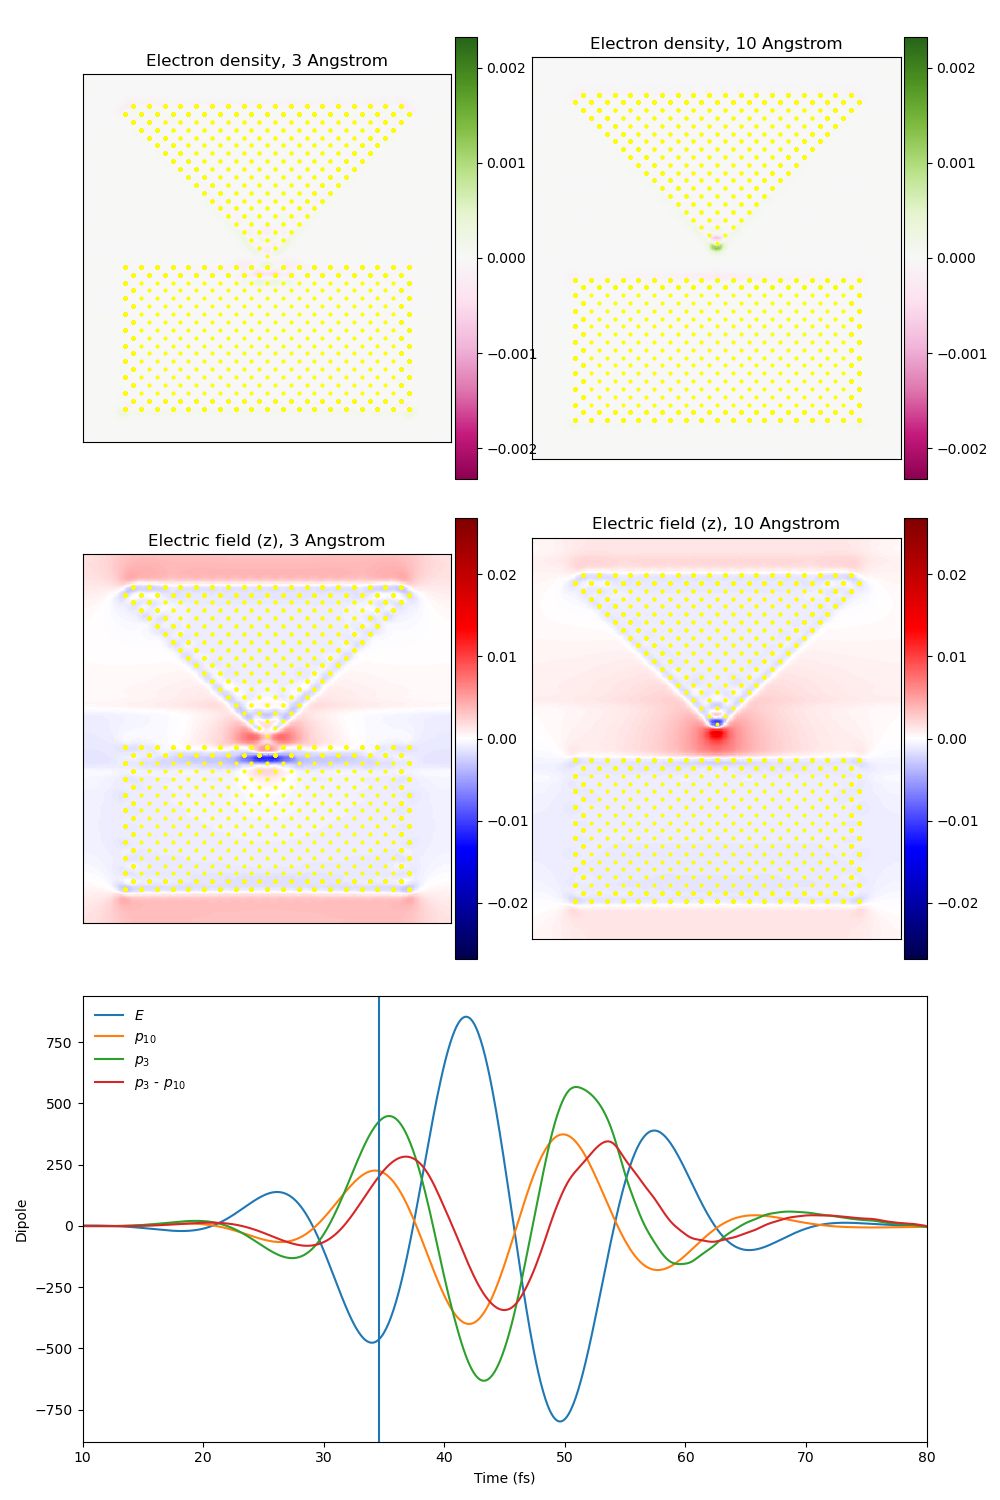 Electron density, 3 Angstrom
0.002
0.001
0.000
−0.001
−0.002
Electron density, 10 Angstrom
0.002
0.001
0.000
−0.001
−0.002
Electric field (z), 3 Angstrom
0.02
0.01
0.00
−0.01
−0.02
Electric field (z), 10 Angstrom
0.02
0.01
0.00
−0.01
−0.02
E
p10
p3
p3 - p10
750
500
250
0
−250
−500
−750
Dipole
10 20 30 40 50 60 70 80
Time (fs)